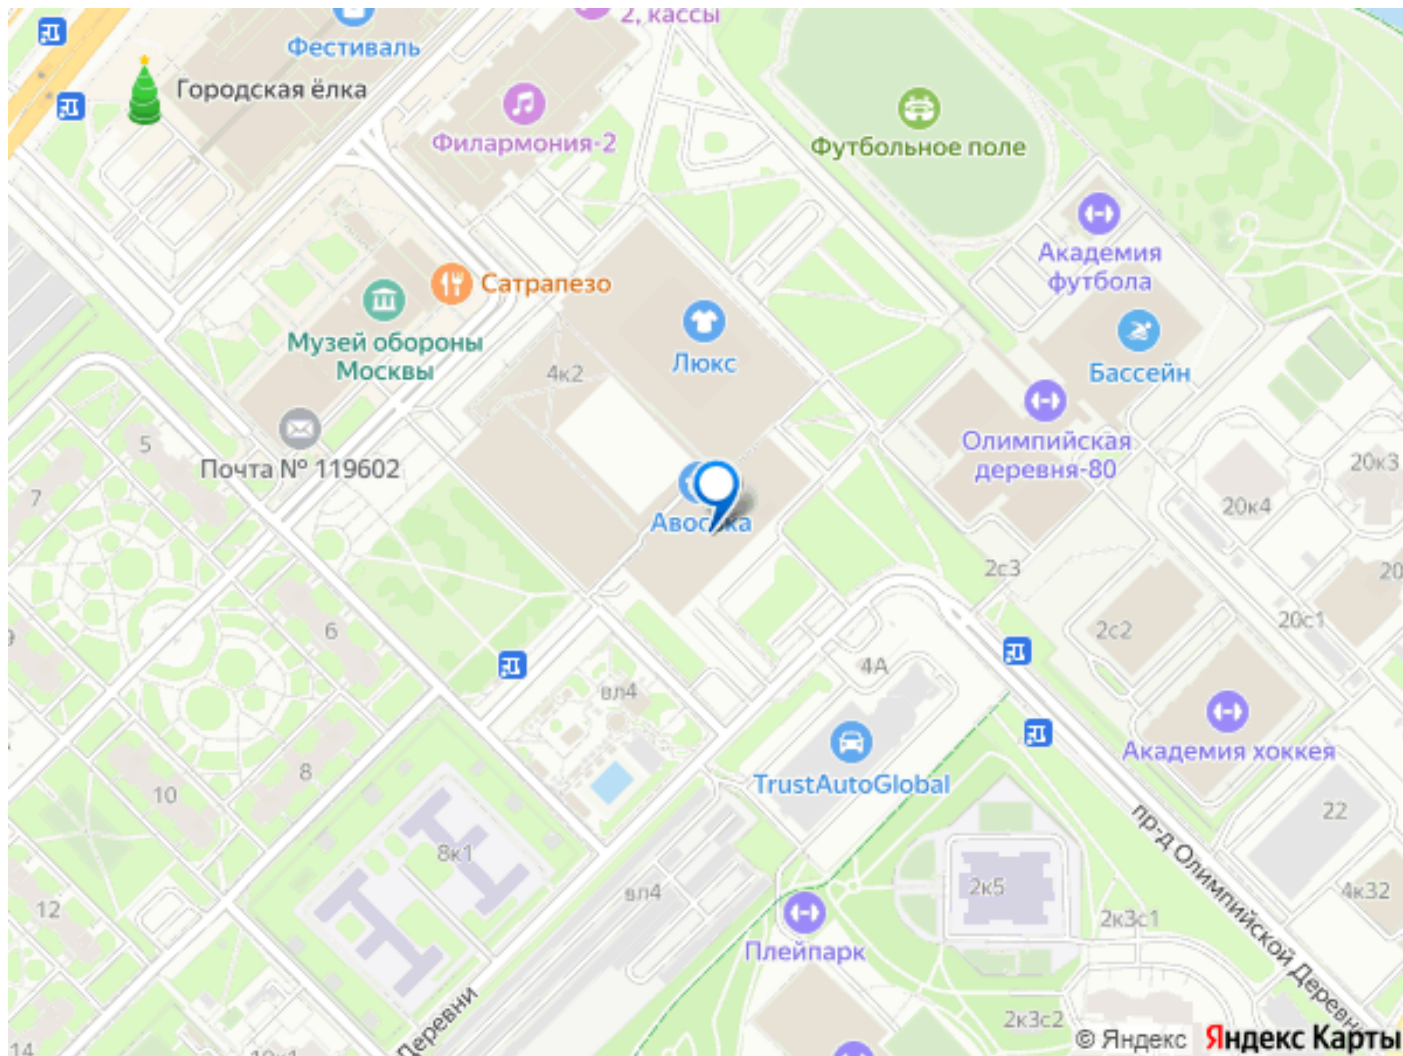 2, кассы
Фестиваль
Городская ёлка
Филармония-2
Футбольное поле
Академия
футбола
Сатрапезо
Музей обороны
Москвы
Люкс
4к2
Бассейн
Олимпийская
деревня-80
Почта № 119602
5
7
20к3
20к4
Авоська
2с3
20
20с1
2с2
6
9
4А
вл4
Академия хоккея
TrustAutoGlobal
8
10
22
пр-д Олимпийской Деревни
8к1
2к5
4к32
вл4
12
2к3с1
Плейпарк
2к3с2
Деревни
14
10к1
© Яндекс
Яндекс Карты